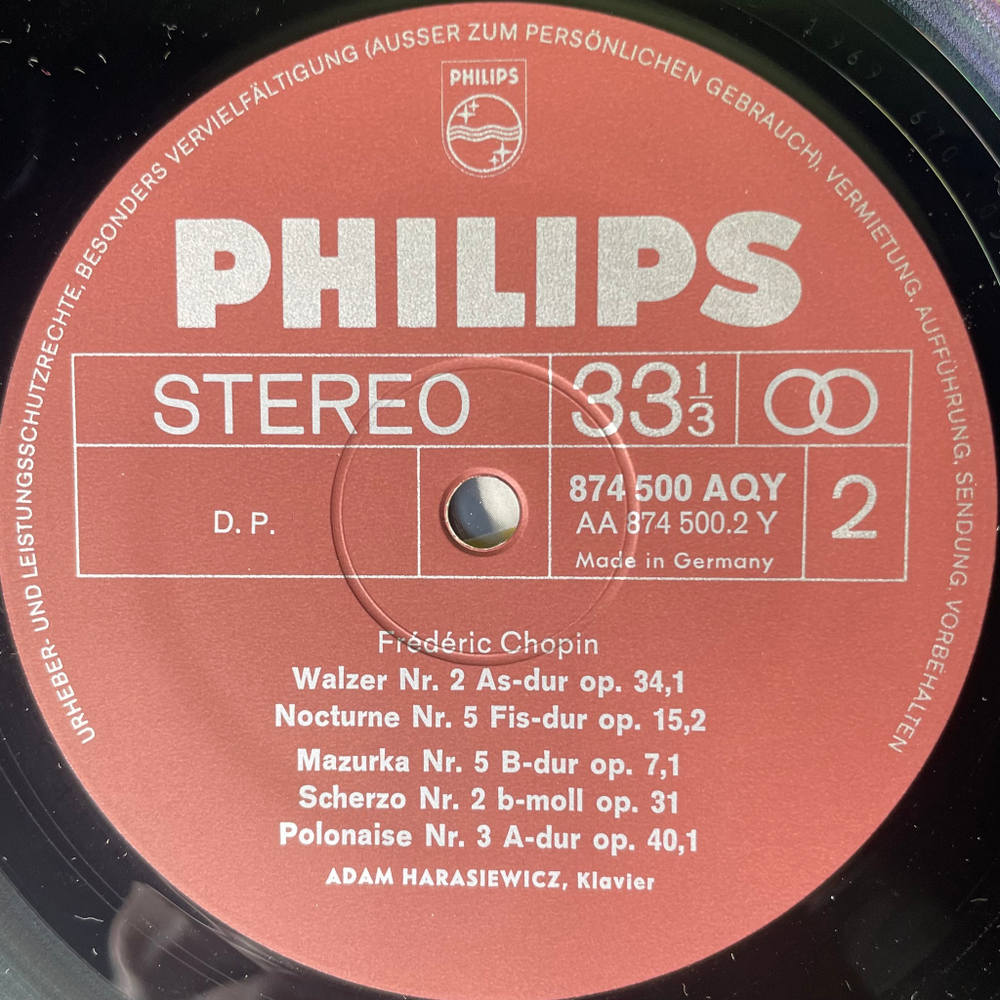 URHEBER- UND LEISTUNGSSCHUTZRECHTE, BESONDERS VERVIELFÄLTIGUNG (AUSSER ZUM PERSÖNLICHEN GEBRAUCH), VERMIETUNG, AUFFÜHRUNG, SENDUNG, VORBEHALTEN
PHILIPS
PHILIPS
STEREO 33 1/3
D. P.
874 500 AQY
AA 874 500.2 Y
Made in Germany
2
Frédéric Chopin
Walzer Nr. 2 As-dur op. 34,1
Nocturne Nr. 5 Fis-dur op. 15,2
Mazurka Nr. 5 B-dur op. 7,1
Scherzo Nr. 2 b-moll op. 31
Polonaise Nr. 3 A-dur op. 40,1
ADAM HARASIEWICZ, Klavier